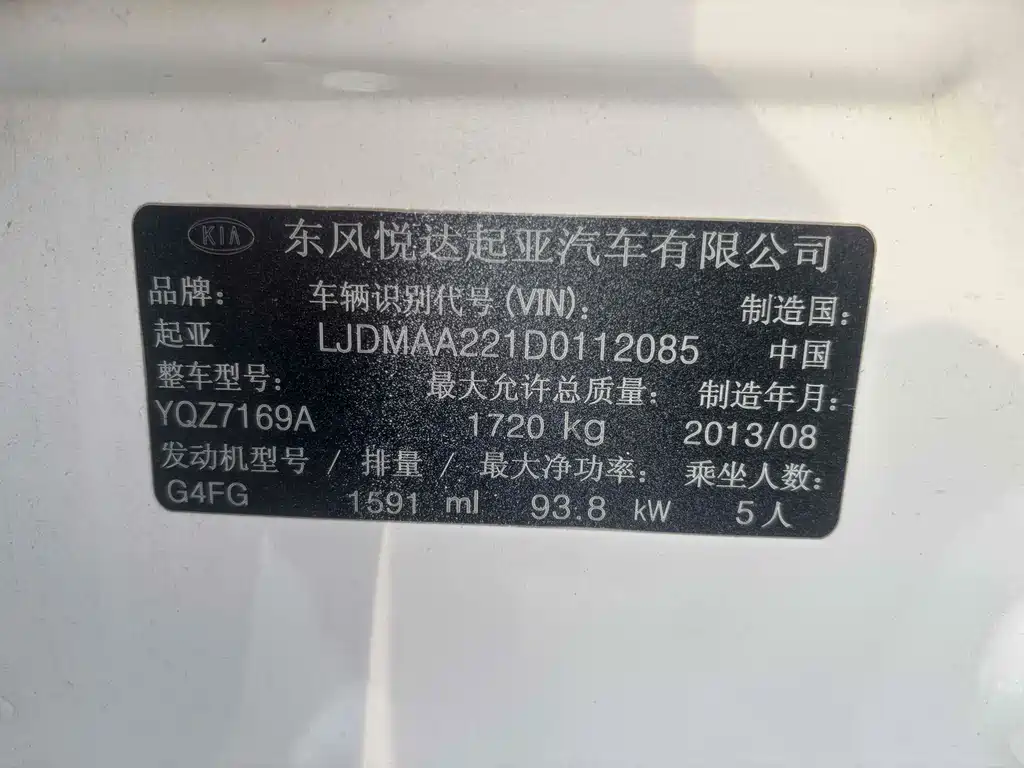 KIA 东风悦达起亚汽车有限公司
品牌: 车辆识别代号(VIN): 制造国:
起亚 LJDMAA221D0112085 中国
整车型号: 最大允许总质量: 制造年月:
YQZ7169A 1720 kg 2013/08
发动机型号 / 排量 / 最大净功率: 乘坐人数:
G4FG 1591 ml 93.8 kW 5人